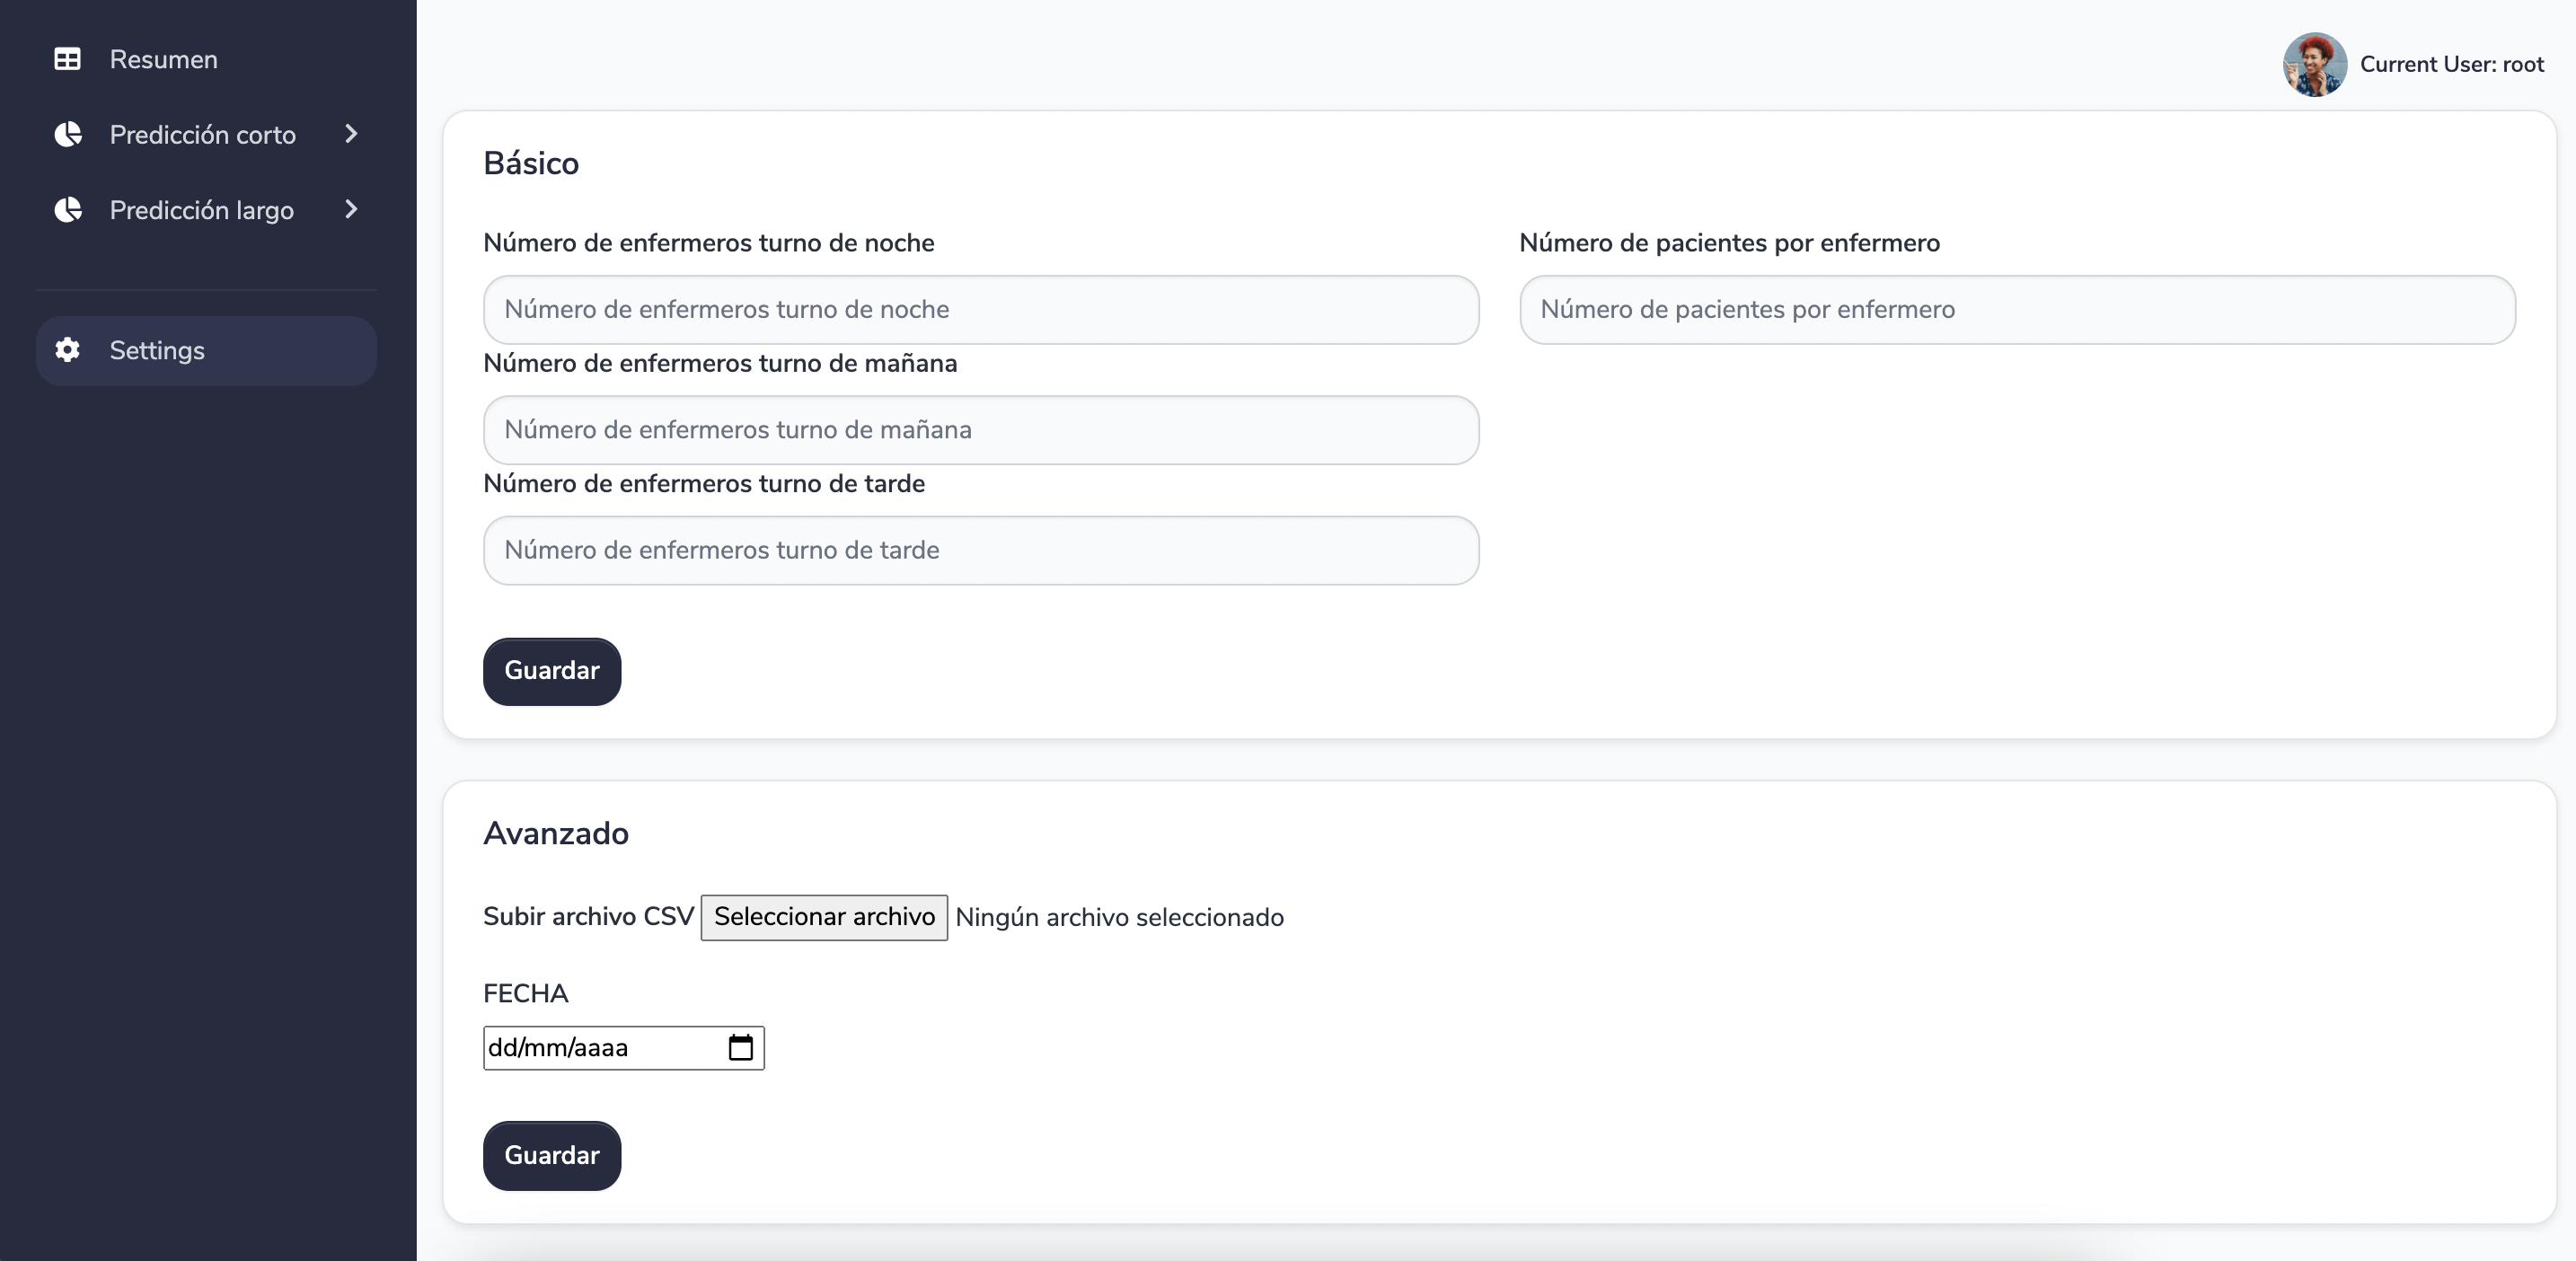 Resumen
Predicción corto
Predicción largo
Settings
Current User: root
Básico
Número de enfermeros turno de noche
Número de enfermeros turno de noche
Número de pacientes por enfermero
Número de pacientes por enfermero
Número de enfermeros turno de mañana
Número de enfermeros turno de mañana
Número de enfermeros turno de tarde
Número de enfermeros turno de tarde
Guardar
Avanzado
Subir archivo CSV Seleccionar archivo Ningún archivo seleccionado
FECHA
dd/mm/aaaa
Guardar